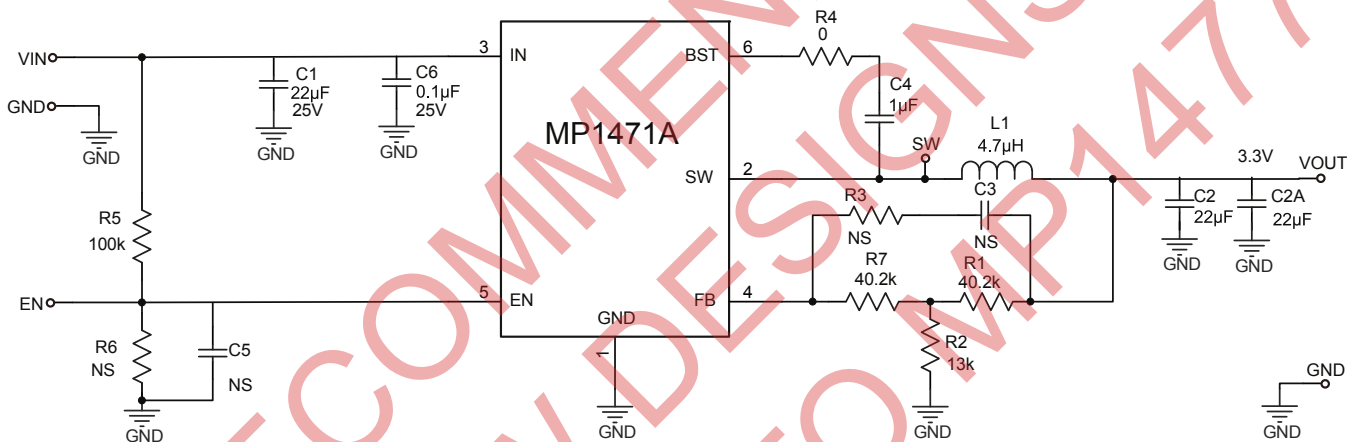 VIN
GND
GND
C1
22µF
25V
GND
C6
0.1µF
25V
GND
R5
100k
EN
R6
NS
C5
NS
GND
3
IN
BST
6
MP1471A
SW
2
5
EN
FB
4
GND
1
GND
R4
0
C4
1µF
SW
L1
4.7µH
3.3V
VOUT
C2
22µF
GND
C2A
22µF
GND
R3
NS
C3
NS
R7
40.2k
R1
40.2k
R2
13k
GND
GND
GND